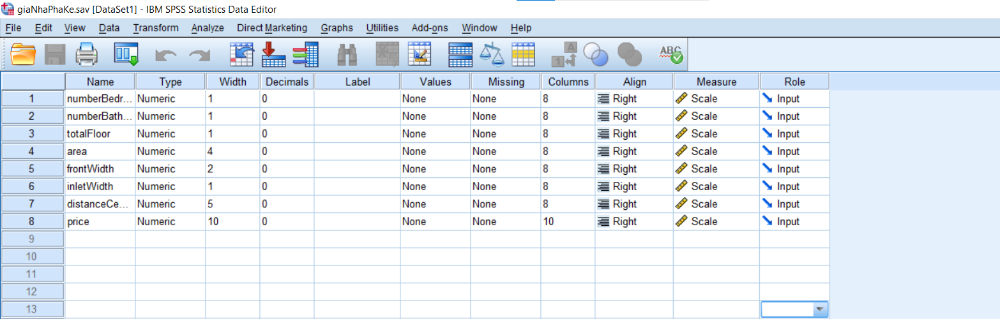 giaNhaPhaKe.sav [DataSet1] - IBM SPSS Statistics Data Editor
File Edit View Data Transform Analyze Direct Marketing Graphs Utilities Add-ons Window Help
A 1 ABC
Name Type Width Decimals Label Values Missing Columns Align Measure Role
1 numberBedr... Numeric 1 0 None None 8 Right Scale Input
2 numberBath... Numeric 1 0 None None 8 Right Scale Input
3 totalFloor Numeric 1 0 None None 8 Right Scale Input
4 area Numeric 4 0 None None 8 Right Scale Input
5 frontWidth Numeric 2 0 None None 8 Right Scale Input
6 inletWidth Numeric 1 0 None None 8 Right Scale Input
7 distanceCe... Numeric 5 0 None None 8 Right Scale Input
8 price Numeric 10 0 None None 10 Right Scale Input
9
10
11
12
13